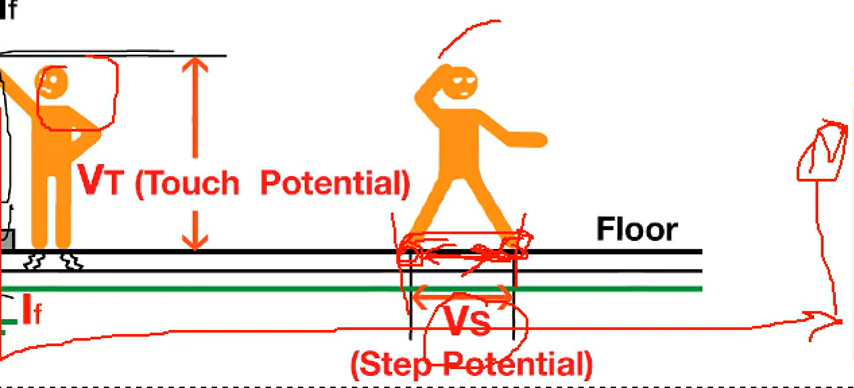 If
VT (Touch Potential)
Floor
If
Vs
(Step Potential)